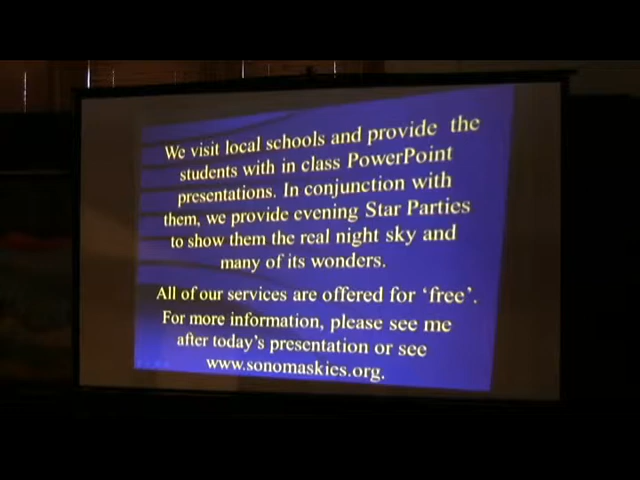 We visit local schools and provide the
students with in class PowerPoint
presentations. In conjunction with
them, we provide evening Star Parties
to show them the real night sky and
many of its wonders.
All of our services are offered for ‘free’.
For more information, please see me
after today’s presentation or see
www.sonomaskies.org.